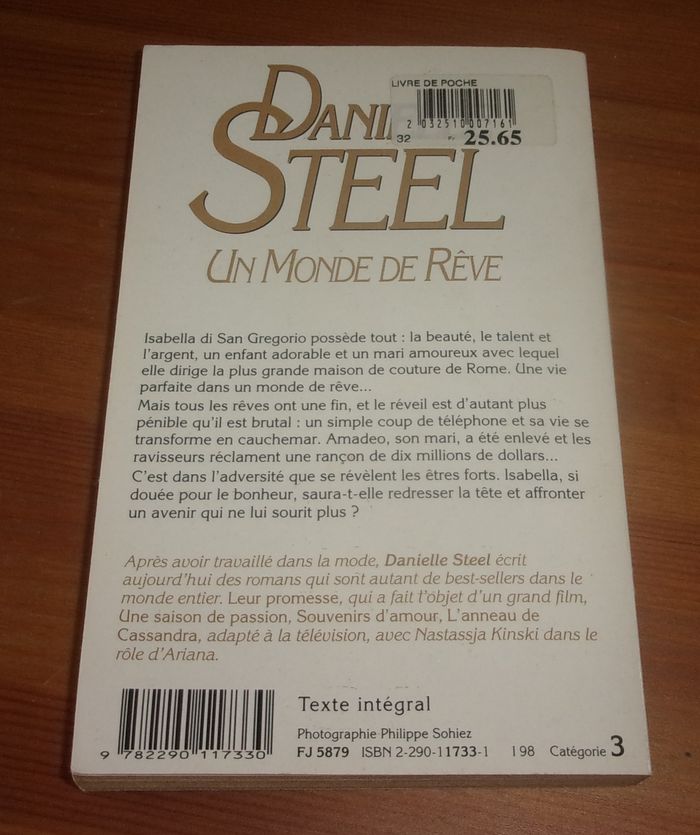 LIVRE DE POCHE
2 032510 007161
32 25.65
DANI
STEEL
UN MONDE DE RÊVE
Isabella di San Gregorio possède tout : la beauté, le talent et
l'argent, un enfant adorable et un mari amoureux avec lequel
elle dirige la plus grande maison de couture de Rome. Une vie
parfaite dans un monde de rêve...
Mais tous les rêves ont une fin, et le réveil est d'autant plus
pénible qu'il est brutal : un simple coup de téléphone et sa vie se
transforme en cauchemar. Amadeo, son mari, a été enlevé et les
ravisseurs réclament une rançon de dix millions de dollars...
C'est dans l'adversité que se révèlent les êtres forts. Isabella, si
douée pour le bonheur, saura-t-elle redresser la tête et affronter
un avenir qui ne lui sourit plus ?
Après avoir travaillé dans la mode, Danielle Steel écrit
aujourd'hui des romans qui sont autant de best-sellers dans le
monde entier. Leur promesse, qui a fait l'objet d'un grand film,
Une saison de passion, Souvenirs d'amour, L'anneau de
Cassandra, adapté à la télévision, avec Nastassja Kinski dans le
rôle d'Ariana.
Texte intégral
Photographie Philippe Sohiez
9 782290 117330 FJ 5879 ISBN 2-290-11733-1 198 Catégorie 3